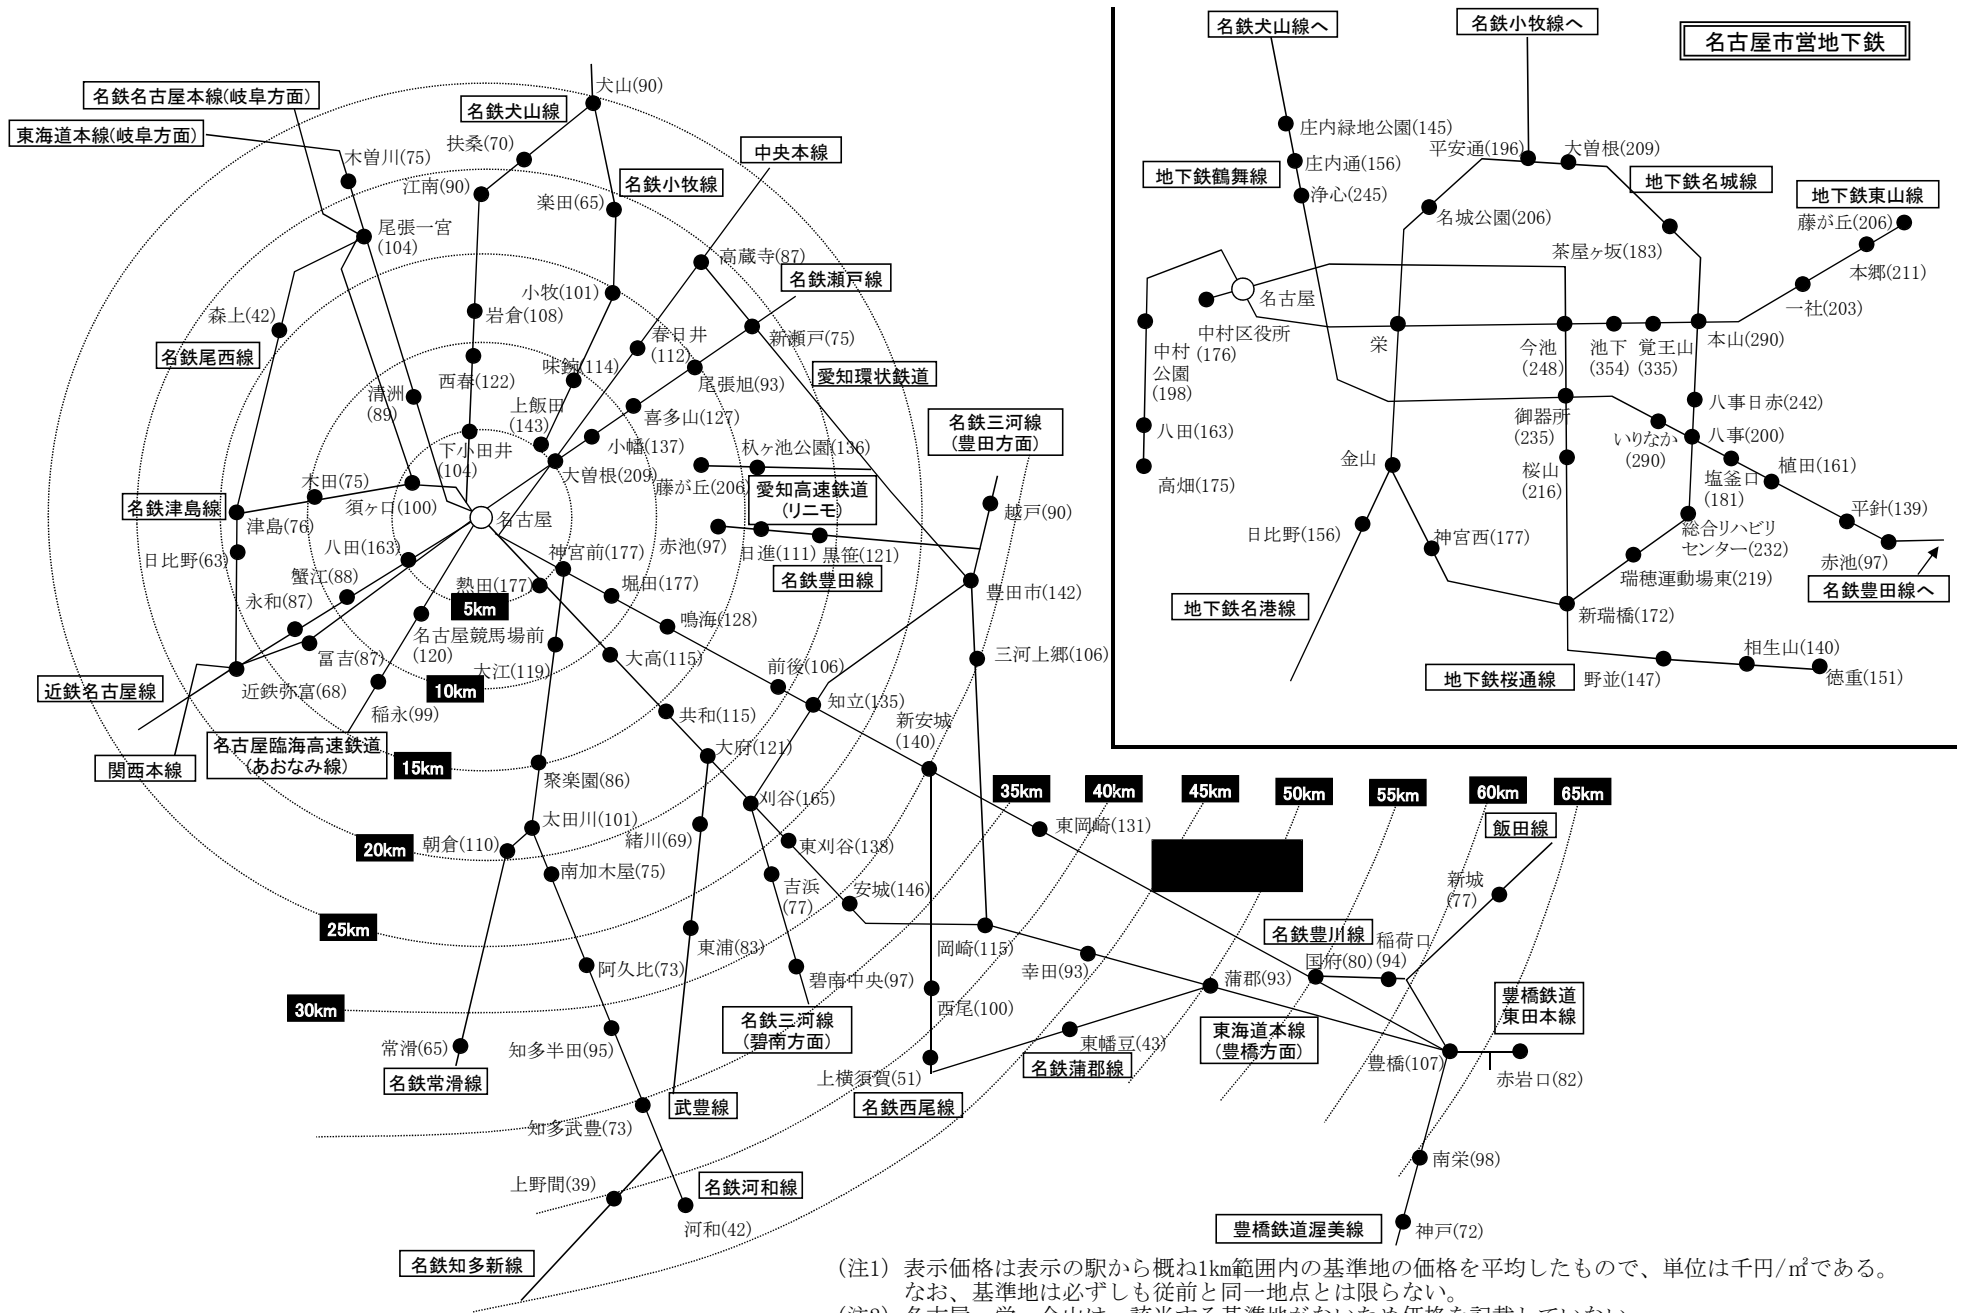 名鉄名古屋本線(岐阜方面)
東海道本線(岐阜方面)
名鉄犬山線
犬山(90)
扶桑(70)
木曽川(75)
江南(90)
中央本線
名鉄小牧線
楽田(65)
尾張一宮
(104)
高蔵寺(87)
名鉄瀬戸線
小牧(101)
森上(42)
岩倉(108)
春日井
(112)
新瀬戸(75)
名鉄尾西線
西春(122)
味鋺(114)
尾張旭(93)
愛知環状鉄道
清洲
(89)
上飯田
(143)
喜多山(127)
名鉄三河線
(豊田方面)
下小田井
(104)
小幡(137)
杁ヶ池公園(136)
大曽根(209)
藤が丘(206)
木田(75)
愛知高速鉄道
(リニモ)
名鉄津島線
津島(76)
須ヶ口(100)
名古屋
越戸(90)
日比野(63)
八田(163)
神宮前(177)
赤池(97)
日進(111)
黒笹(121)
蟹江(88)
熱田(177)
堀田(177)
名鉄豊田線
豊田市(142)
永和(87)
5km
鳴海(128)
名古屋競馬場前
(120)
冨吉(87)
大江(119)
大高(115)
前後(106)
三河上郷(106)
近鉄名古屋線
近鉄弥富(68)
10km
稲永(99)
共和(115)
知立(135)
新安城
(140)
関西本線
名古屋臨海高速鉄道
(あおなみ線)
15km
聚楽園(86)
大府(121)
刈谷(165)
20km
朝倉(110)
太田川(101)
緒川(69)
東刈谷(138)
南加木屋(75)
吉浜
(77)
安城(146)
25km
東浦(83)
岡崎(115)
阿久比(73)
碧南中央(97)
30km
名鉄三河線
(碧南方面)
西尾(100)
常滑(65)
知多半田(95)
名鉄常滑線
上横須賀(51)
武豊線
名鉄西尾線
知多武豊(73)
上野間(39)
名鉄河和線
河和(42)
名鉄知多新線
35km
40km
45km
50km
55km
60km
65km
東岡崎(131)
飯田線
新城
(77)
名鉄豊川線
稲荷口
(94)
国府(80)
幸田(93)
蒲郡(93)
豊橋鉄道
東田本線
東幡豆(43)
名鉄蒲郡線
東海道本線
(豊橋方面)
豊橋(107)
赤岩口(82)
南栄(98)
豊橋鉄道渥美線
神戸(72)
名鉄犬山線へ
名鉄小牧線へ
名古屋市営地下鉄
庄内緑地公園(145)
平安通(196)
大曽根(209)
地下鉄鶴舞線
庄内通(156)
浄心(245)
地下鉄名城線
地下鉄東山線
名城公園(206)
藤が丘(206)
茶屋ヶ坂(183)
本郷(211)
名古屋
一社(203)
中村区役所
(176)
中村
公園
(198)
栄
今池
(248)
池下
(354)
覚王山
(335)
本山(290)
八事日赤(242)
八田(163)
御器所
(235)
いりなか
(290)
八事(200)
金山
桜山
(216)
塩釜口
(181)
植田(161)
高畑(175)
平針(139)
日比野(156)
神宮西(177)
総合リハビリ
センター(232)
赤池(97)
瑞穂運動場東(219)
名鉄豊田線へ
地下鉄名港線
新瑞橋(172)
相生山(140)
地下鉄桜通線
野並(147)
徳重(151)
(注1) 表示価格は表示の駅から概ね1km範囲内の基準地の価格を平均したもので、単位は千円/㎡である。
なお、基準地は必ずしも従前と同一地点とは限らない。
(注2) 名古屋、栄、金山は、該当する基準地がないため価格を記載していない。